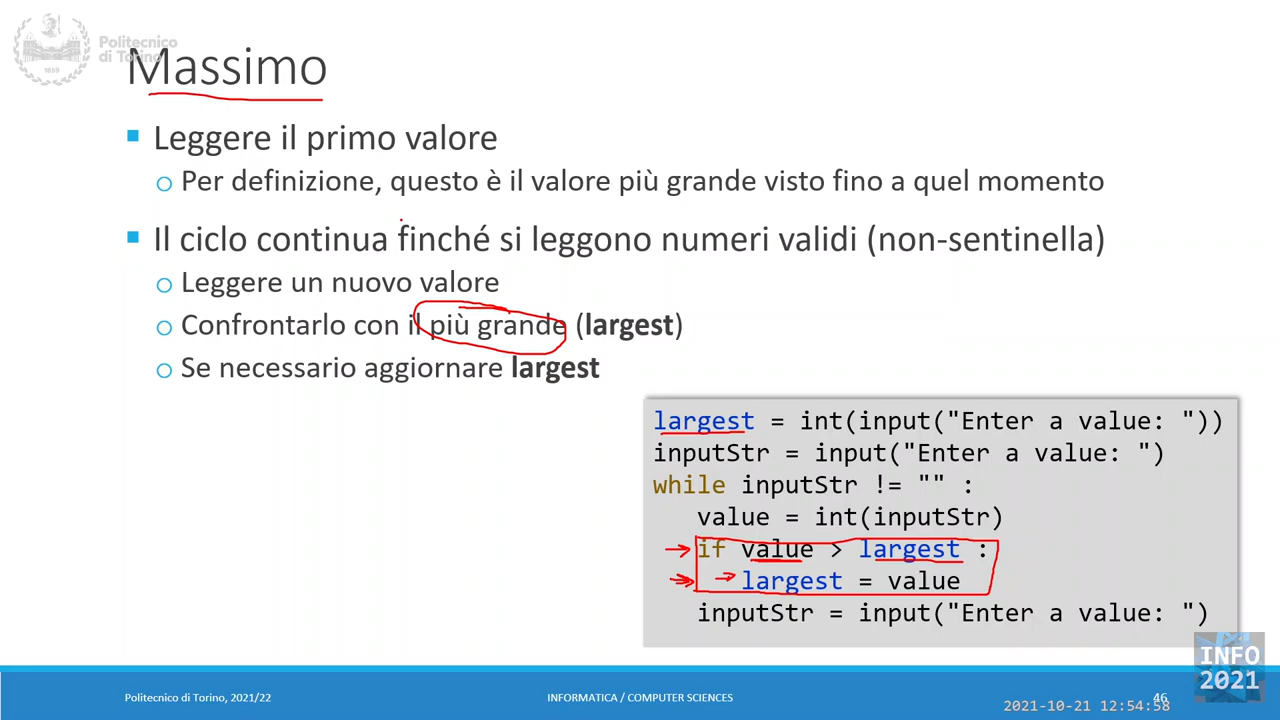 Politecnico
di Torino
1859
Massimo
Leggere il primo valore
Per definizione, questo è il valore più grande visto fino a quel momento
Il ciclo continua finché si leggono numeri validi (non-sentinella)
Leggere un nuovo valore
Confrontarlo con il più grande (largest)
Se necessario aggiornare largest
largest = int(input("Enter a value: "))
inputStr = input("Enter a value: ")
while inputStr != "" :
value = int(inputStr)
if value > largest :
largest = value
inputStr = input("Enter a value: ")
INFO
2021
Politecnico di Torino, 2021/22
INFORMATICA / COMPUTER SCIENCES
46
2021-10-21 12:54:58